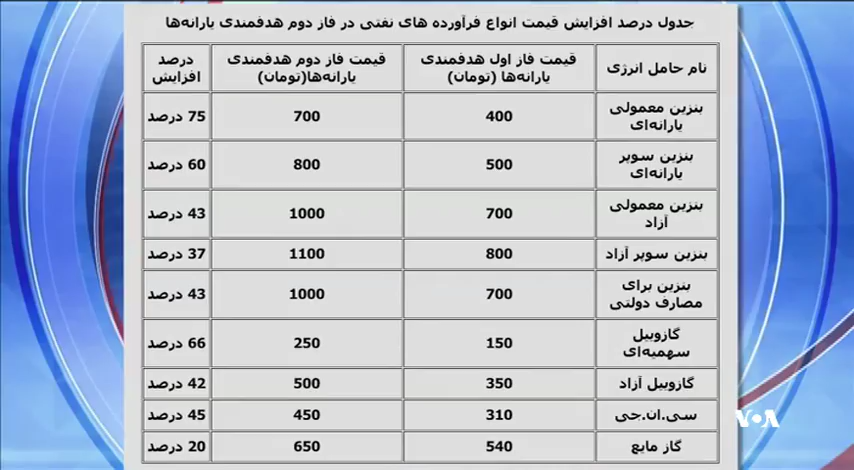 جدول درصد افزایش قیمت انواع فرآورده های نفتی در فاز دوم هدفمندی یارانه‌ها
نام حامل انرژی
قیمت فاز اول هدفمندی
یارانه‌ها (تومان)
قیمت فاز دوم هدفمندی
یارانه‌ها(تومان)
درصد
افزایش
بنزین معمولی
یارانه‌ای
400
700
75 درصد
بنزین سوپر
یارانه‌ای
500
800
60 درصد
بنزین معمولی
آزاد
700
1000
43 درصد
بنزین سوپر آزاد
800
1100
37 درصد
بنزین برای
مصارف دولتی
700
1000
43 درصد
گازوییل
سهمیه‌ای
150
250
66 درصد
گازوییل آزاد
350
500
42 درصد
سی.ان.جی
310
450
45 درصد
گاز مایع
540
650
20 درصد
VOA